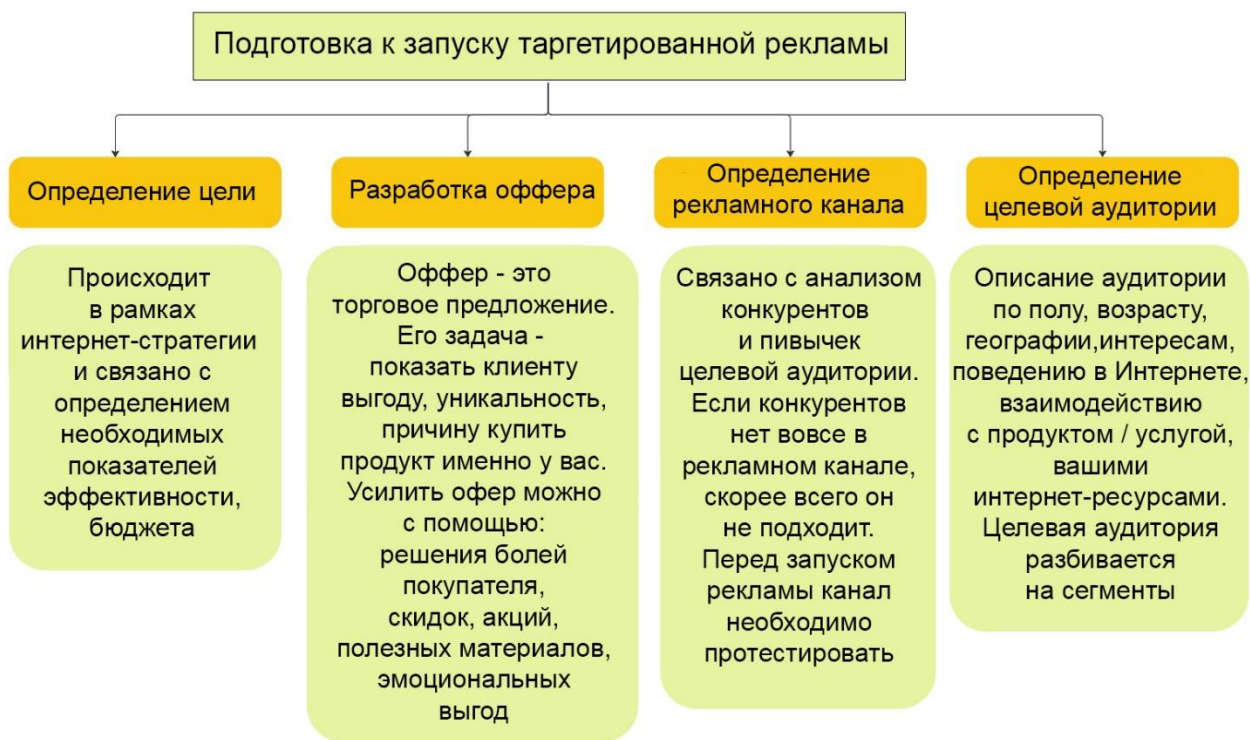 Подготовка к запуску таргетированной рекламы
Определение цели
Происходит
в рамках
интернет-стратегии
и связано с
определением
необходимых
показателей
эффективности,
бюджета
Разработка оффера
Оффер - это
торговое предложение.
Его задача -
показать клиенту
выгоду, уникальность,
причину купить
продукт именно у вас.
Усилить офер можно
с помощью:
решения болей
покупателя,
скидок, акций,
полезных материалов,
эмоциональных
выгод
Определение
рекламного канала
Связано с анализом
конкурентов
и пивычек
целевой аудитории.
Если конкурентов
нет вовсе в
рекламном канале,
скорее всего он
не подходит.
Перед запуском
рекламы канал
необходимо
протестировать
Определение
целевой аудитории
Описание аудитории
по полу, возрасту,
географии,интересам,
поведению в Интернете,
взаимодействию
с продуктом / услугой,
вашими
интернет-ресурсами.
Целевая аудитория
разбивается
на сегменты